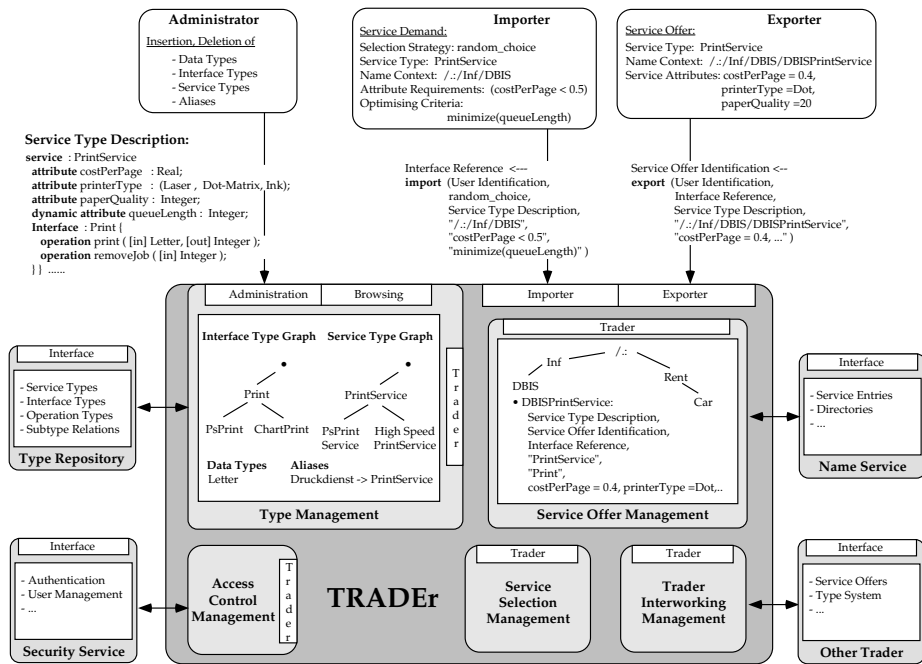 Administrator
Insertion, Deletion of
- Data Types
- Interface Types
- Service Types
- Aliases
Importer
Service Demand:
Selection Strategy: random_choice
Service Type: PrintService
Name Context: /.:/Inf/DBIS
Attribute Requirements: (costPerPage < 0.5)
Optimising Criteria:
minimize(queueLength)
Exporter
Service Offer:
Service Type: PrintService
Name Context: /.:/Inf/DBIS/DBISPrintService
Service Attributes: costPerPage = 0.4,
printerType =Dot,
paperQuality =20
Service Type Description:
service : PrintService
attribute costPerPage : Real;
attribute printerType : (Laser , Dot-Matrix, Ink);
attribute paperQuality : Integer;
dynamic attribute queueLength : Integer;
Interface : Print {
operation print ( [in] Letter, [out] Integer );
operation removeJob ( [in] Integer );
} } ......
Interface Reference <---
import (User Identification,
random_choice,
Service Type Description,
"/.:/Inf/DBIS",
"costPerPage < 0.5",
"minimize(queueLength)" )
Service Offer Identification <--
export (User Identification,
Interface Reference,
Service Type Description,
"/.:/Inf/DBIS/DBISPrintService",
"costPerPage = 0.4, ..." )
Administration
Browsing
Importer
Exporter
Interface Type Graph
Service Type Graph
•
•
Print
PrintService
PsPrint
ChartPrint
PsPrint
Service
High Speed
PrintService
Data Types
Letter
Aliases
Druckdienst -> PrintService
Type Management
Trader
Trader
/.:
Inf
Rent
DBIS
Car
• DBISPrintService:
Service Type Description,
Service Offer Identification,
Interface Reference,
"PrintService",
"Print",
costPerPage = 0.4, printerType =Dot,..
Service Offer Management
Interface
- Service Types
- Interface Types
- Operation Types
- Subtype Relations
Type Repository
Interface
- Service Entries
- Directories
- ...
Name Service
Interface
- Authentication
- User Management
- ...
Security Service
Access
Control
Management
Trader
TRADEr
Trader
Service
Selection
Management
Trader
Trader
Interworking
Management
Interface
- Service Offers
- Type System
- ...
Other Trader